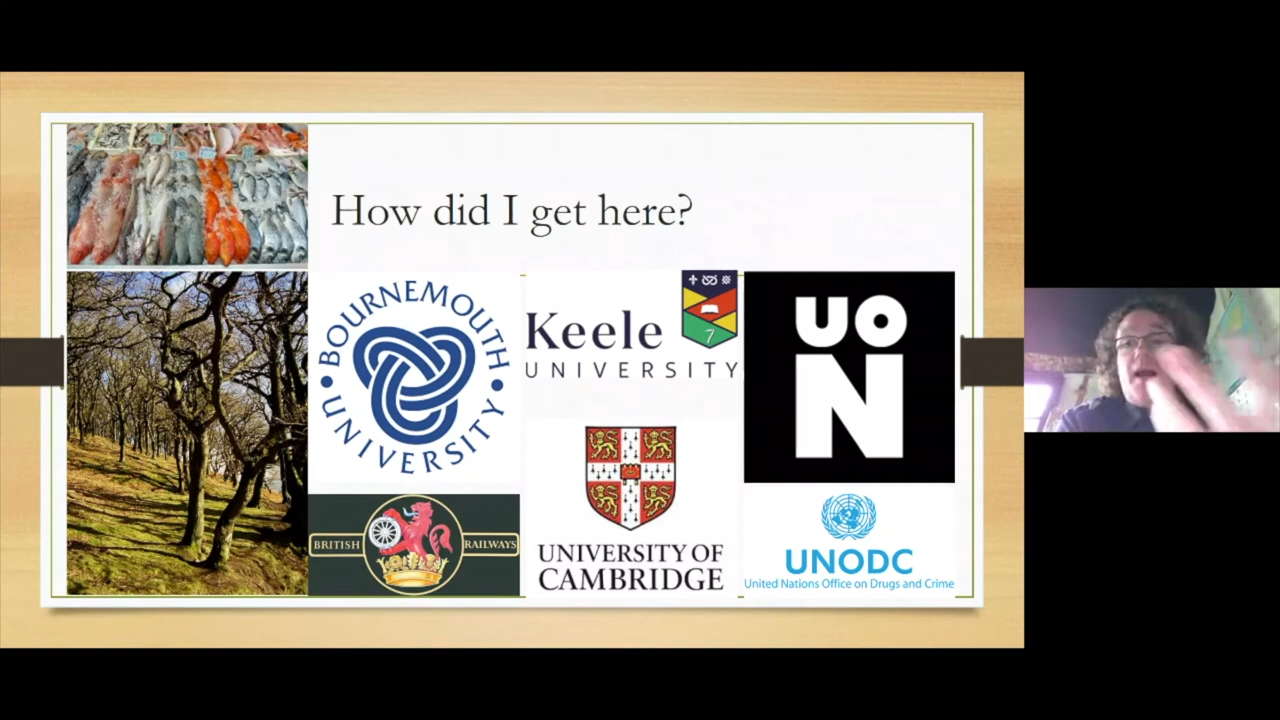 How did I get here?
BOURNEMOUTH UNIVERSITY
Keele
UNIVERSITY
UO
N
BRITISH RAILWAYS
UNIVERSITY OF
CAMBRIDGE
UNODC
United Nations Office on Drugs and Crime